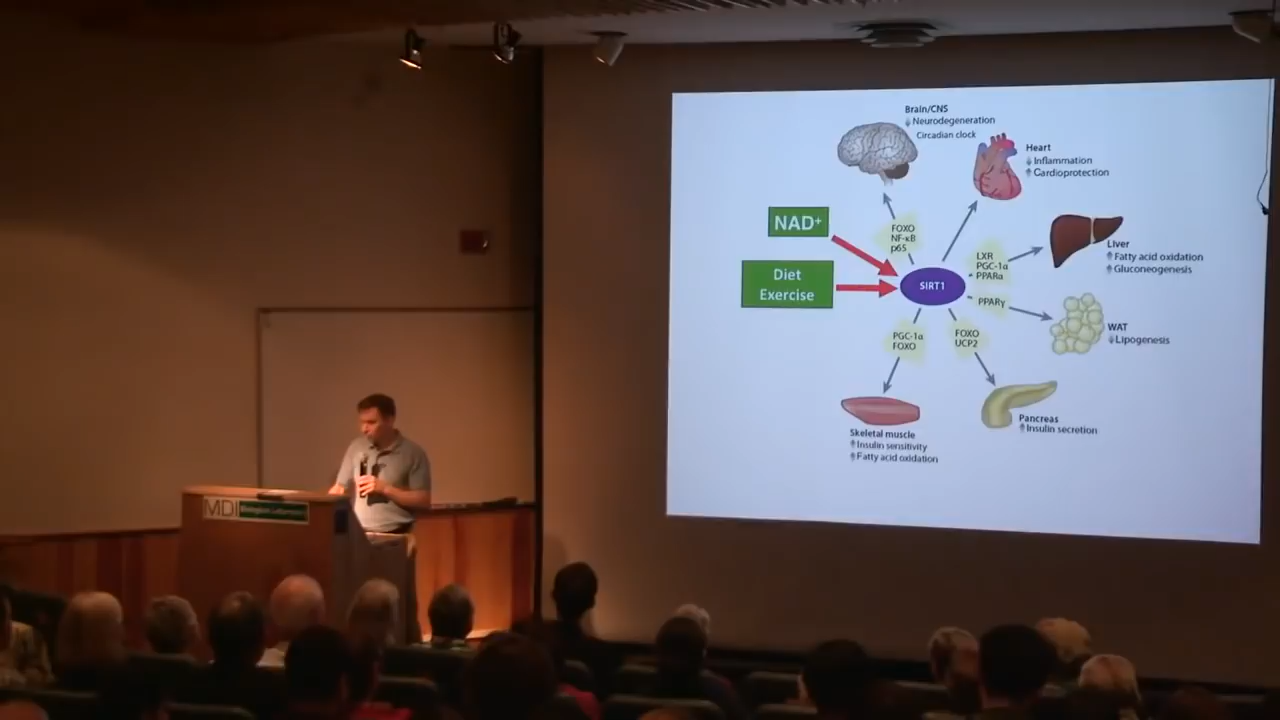 Brain/CNS
Neurodegeneration
Circadian clock
Heart
Inflammation
Cardioprotection
NAD+
FOXO
NF-κB
p65
Liver
Fatty acid oxidation
Gluconeogenesis
LXR
PGC-1α
PPARα
Diet
Exercise
SIRT1
PPARγ
WAT
Lipogenesis
PGC-1α
FOXO
FOXO
UCP2
Pancreas
Insulin secretion
Skeletal muscle
Insulin sensitivity
Fatty acid oxidation
MDI Biological Laboratory